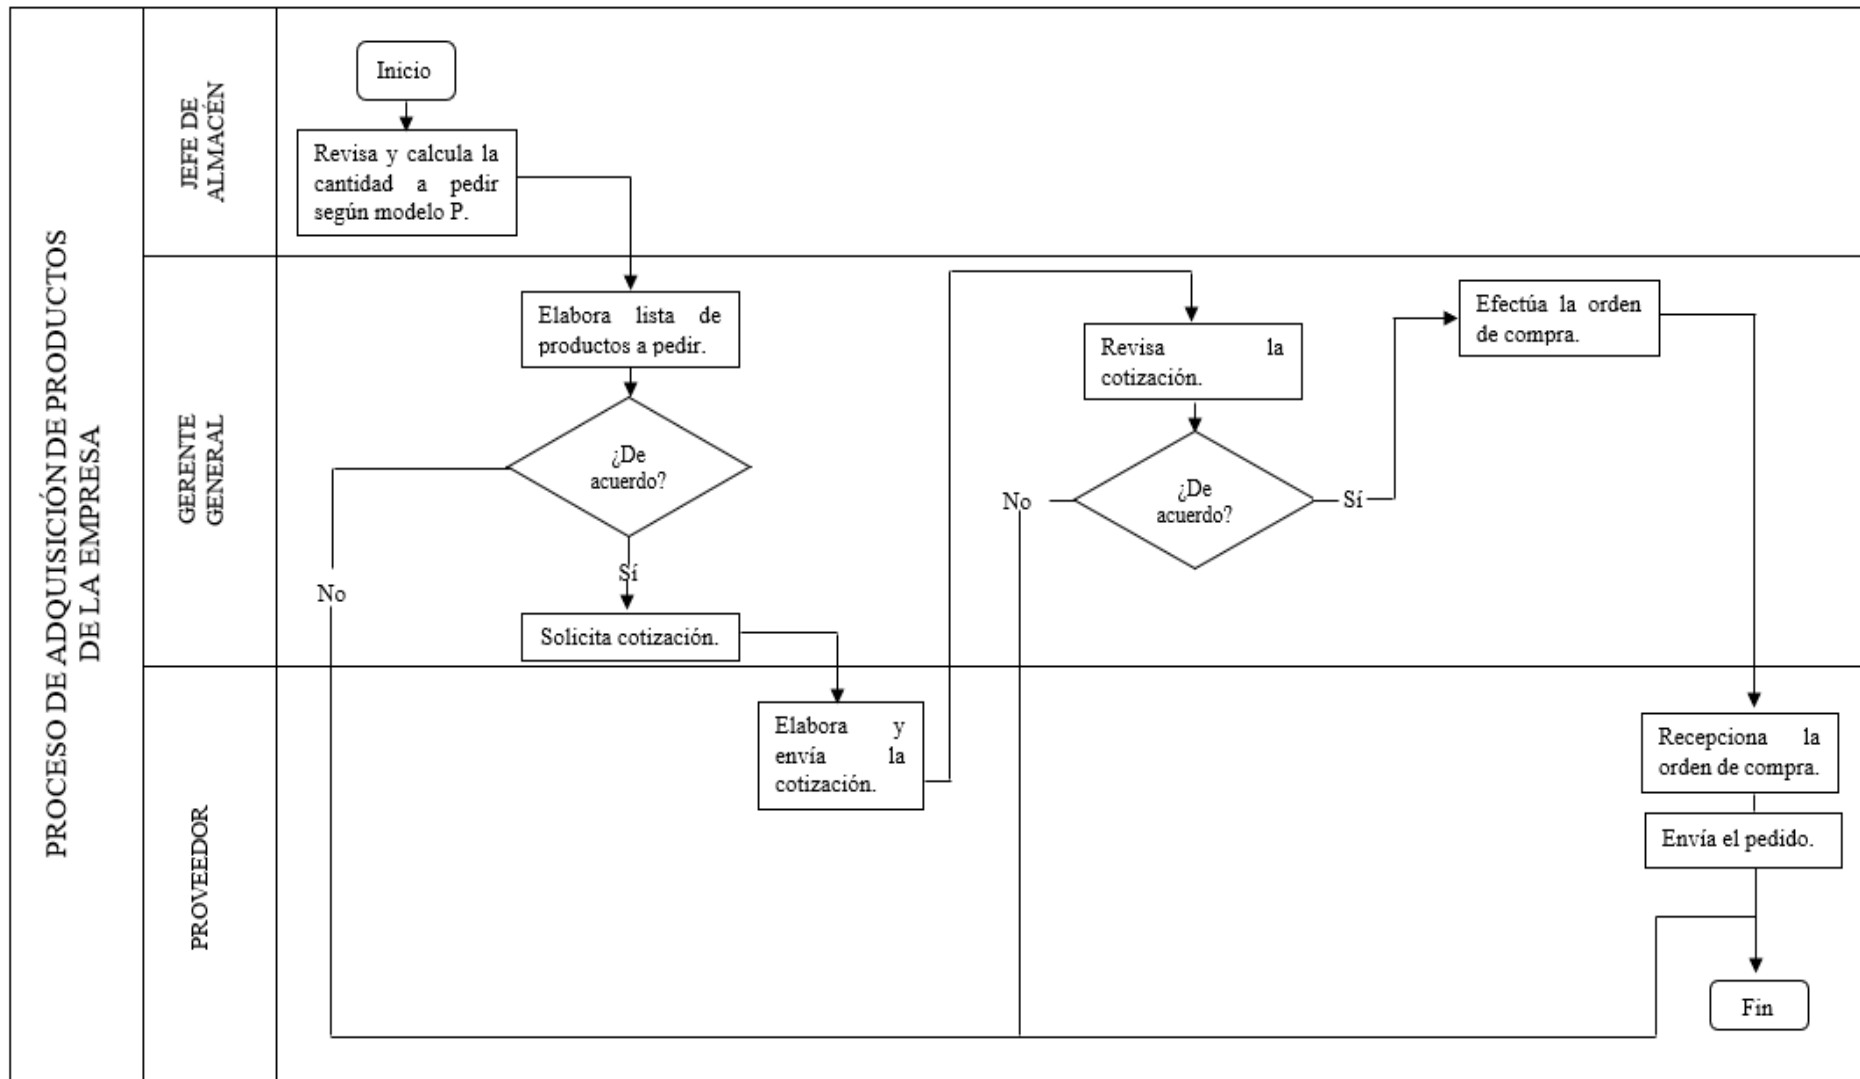 PROCESO DE ADQUISICIÓN DE PRODUCTOS
DE LA EMPRESA
JEFE DE
ALMACÉN
Inicio
Revisa y calcula la
cantidad a pedir
según modelo P.
GERENTE
GENERAL
Elabora lista de
productos a pedir.
¿De
acuerdo?
No
Sí
Solicita cotización.
Revisa la
cotización.
¿De
acuerdo?
No
Sí
Efectúa la orden
de compra.
PROVEEDOR
Elabora y
envía la
cotización.
Recepciona la
orden de compra.
Envía el pedido.
Fin